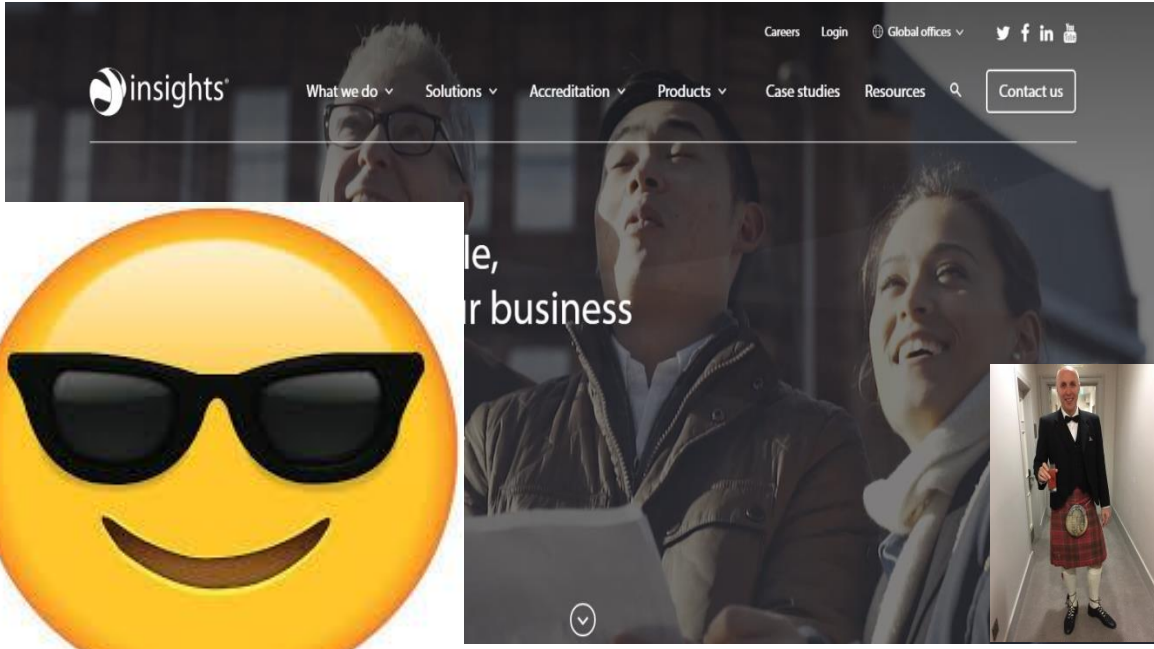 Careers Login Global offices
insights®
What we do Solutions Accreditation Products Case studies Resources Contact us
le,
r business